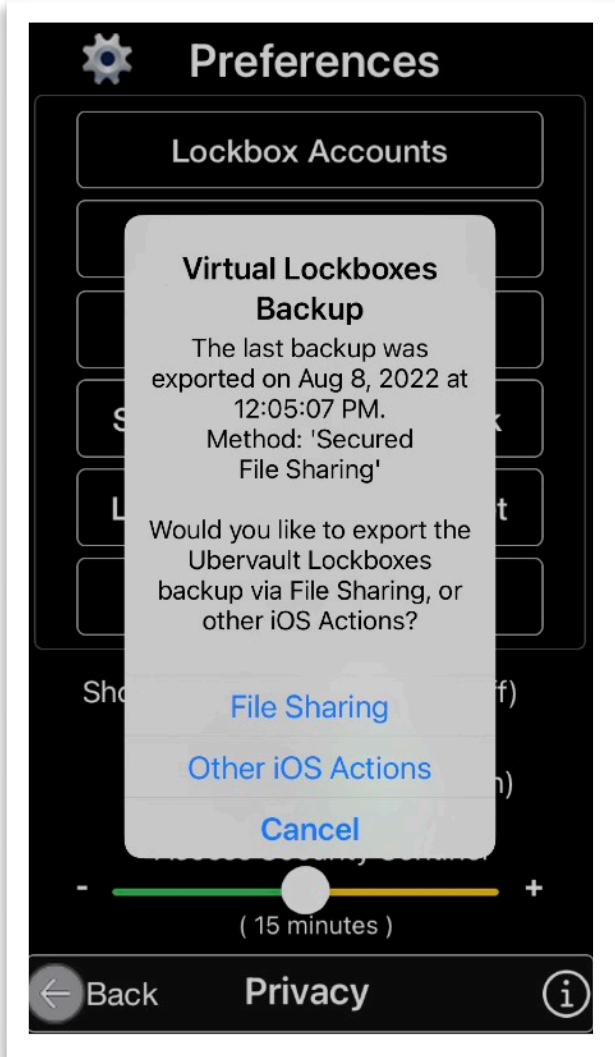 Preferences
Lockbox Accounts
Virtual Lockboxes
Backup
The last backup was
exported on Aug 8, 2022 at
12:05:07 PM.
Method: 'Secured
File Sharing'
Would you like to export the
Ubervault Lockboxes
backup via File Sharing, or
other iOS Actions?
File Sharing
Other iOS Actions
Cancel
- +
( 15 minutes )
Back Privacy i